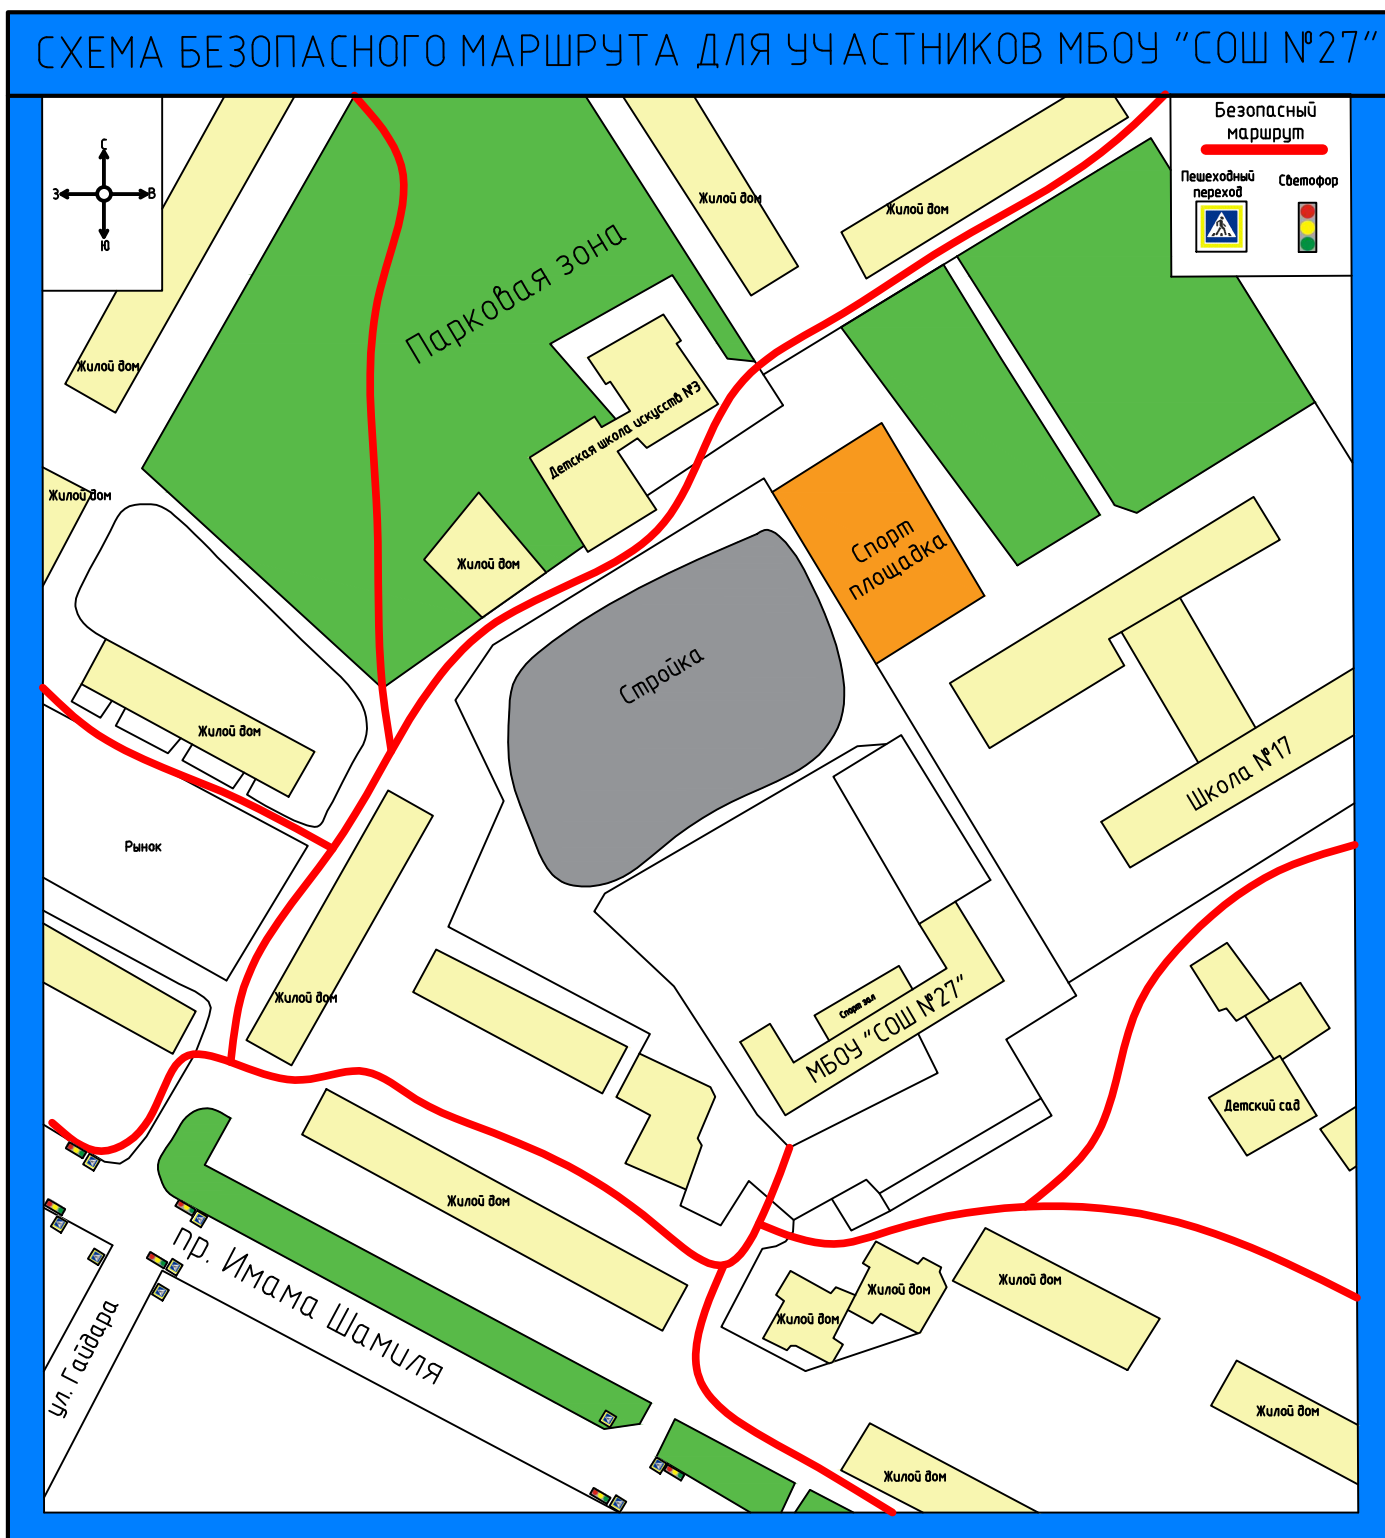 СХЕМА БЕЗОПАСНОГО МАРШРУТА ДЛЯ УЧАСТНИКОВ МБОУ "СОШ №27"
С
З
В
Ю
Безопасный
маршрут
Пешеходный
переход
Светофор
Жилой дом
Жилой дом
Парковая зона
Жилой дом
Детская школа искусств №3
Жилой дом
Спорт
площадка
Жилой дом
Стройка
Жилой дом
Школа №17
Рынок
Жилой дом
Спорт зал
МБОУ "СОШ №27"
Детский сад
Жилой дом
пр. Имама Шамиля
ул. Гайдара
Жилой дом
Жилой дом
Жилой дом
Жилой дом
Жилой дом